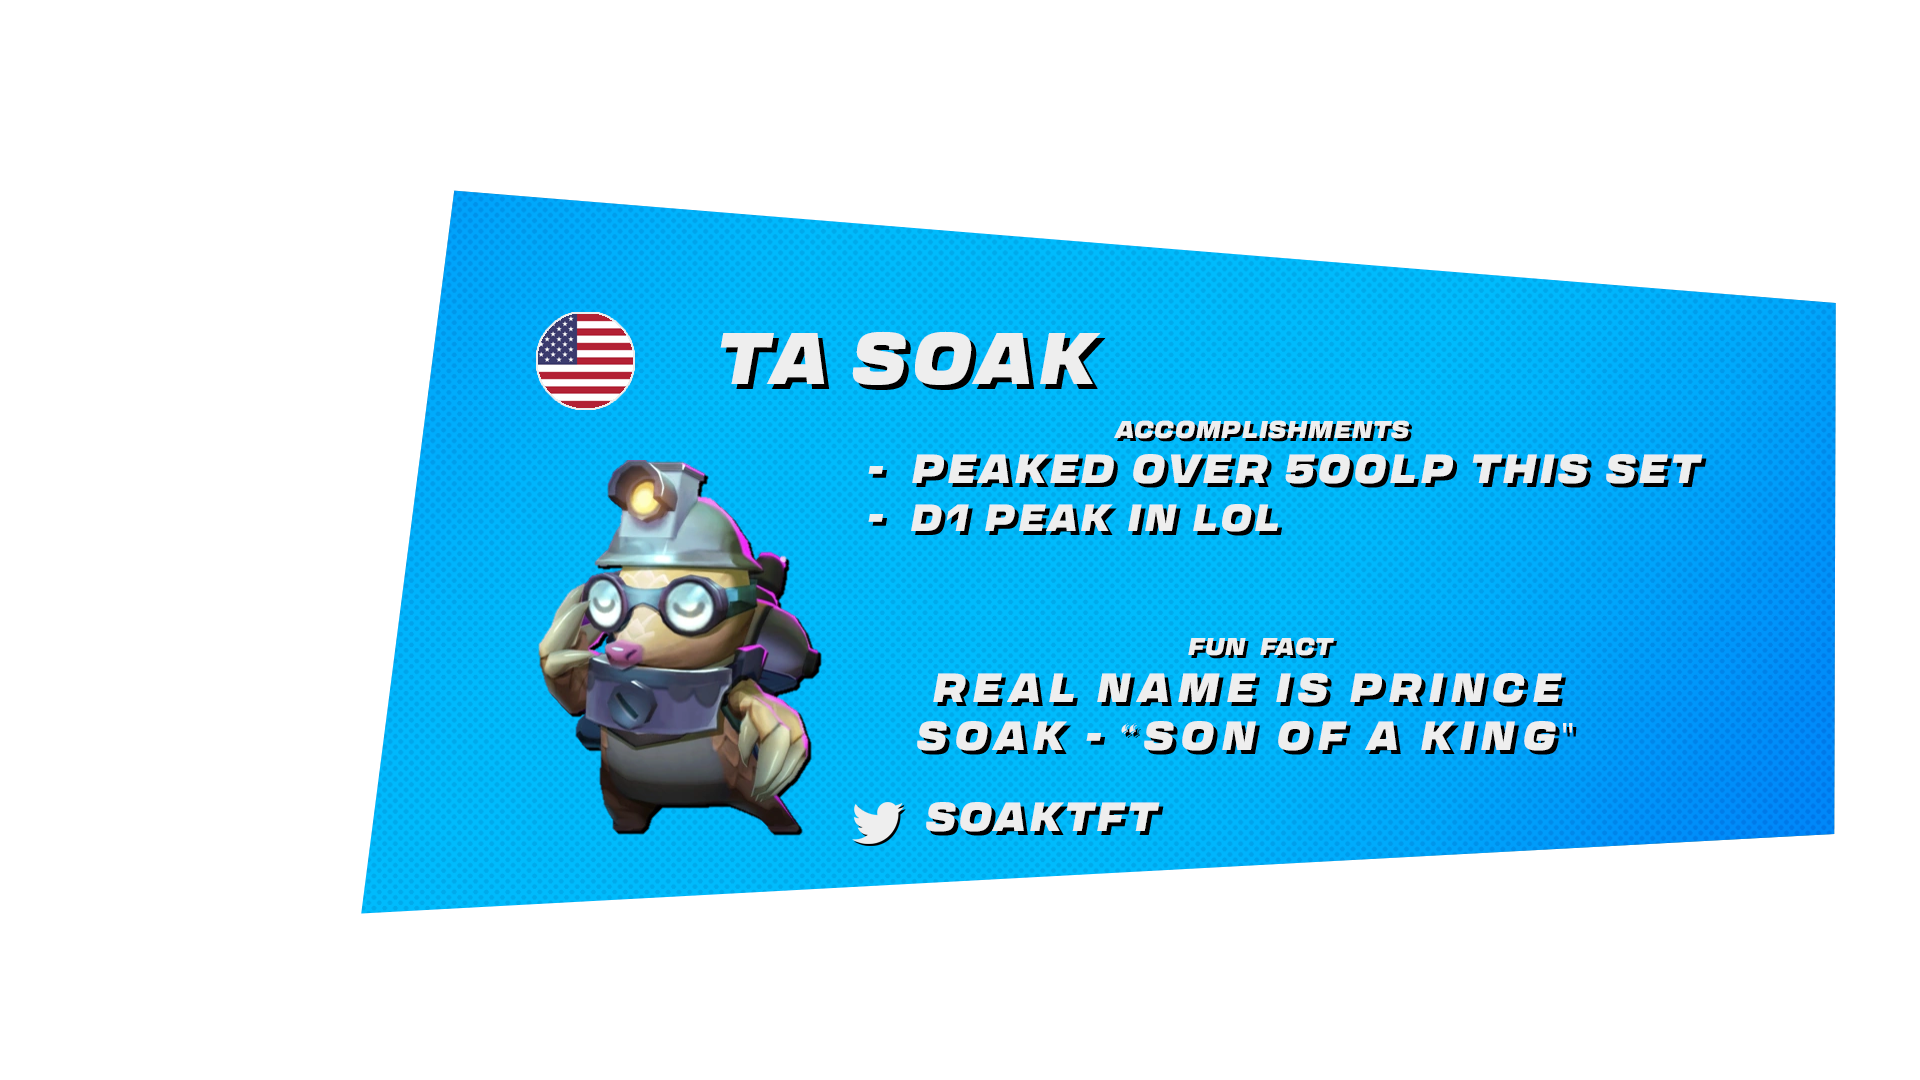 TA SOAK
ACCOMPLISHMENTS
- PEAKED OVER 500LP THIS SET
- D1 PEAK IN LOL
FUN FACT
REAL NAME IS PRINCE
SOAK - “SON OF A KING"
SOAKTFT